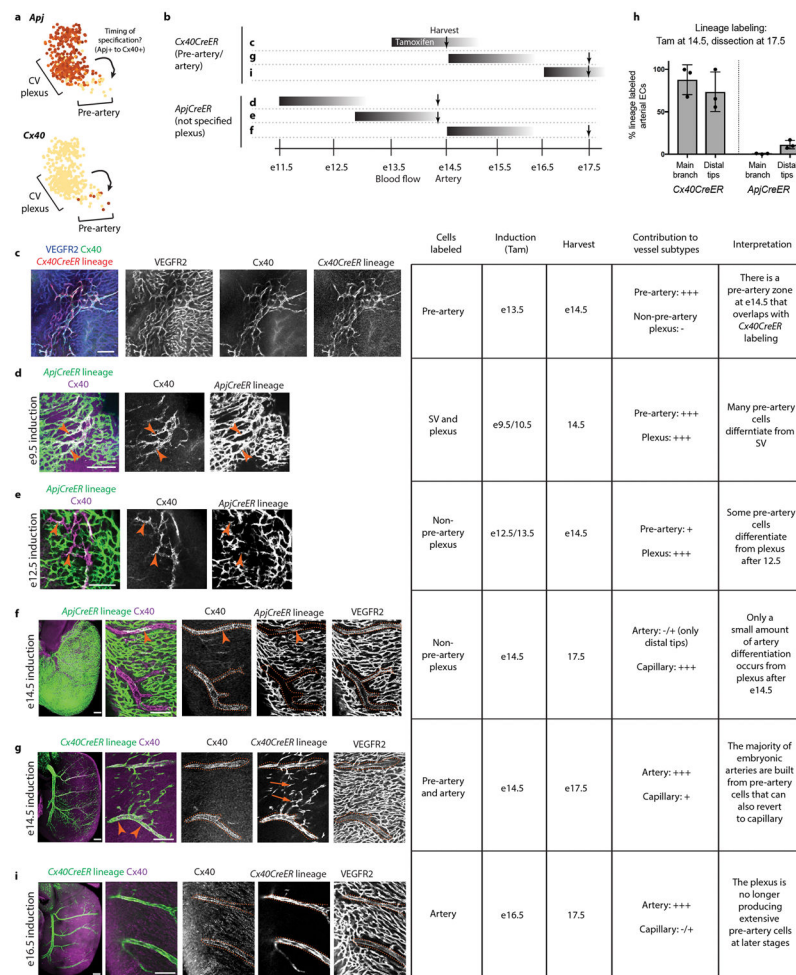 a
Apj
Timing of
specification?
(Apj+ to Cx40+)
CV
plexus
Pre-artery
Cx40
CV
plexus
Pre-artery
b
Harvest
Cx40CreER
(Pre-artery/
artery)
c
Tamoxifen
g
i
ApjCreER
(not specified
plexus)
d
e
f
e11.5
e12.5
e13.5
e14.5
e16.5
e17.5
Blood flow
Artery
h
Lineage labeling:
Tam at 14.5, dissection at 17.5
% lineage labeled
arterial ECs
100
50
0
Main
branch
Distal
tips
Main
branch
Distal
tips
Cx40CreER
ApjCreER
c
VEGFR2 Cx40
Cx40CreER lineage
VEGFR2
Cx40
Cx40CreER lineage
d
ApjCreER lineage
Cx40
Cx40
ApjCreER lineage
e9.5 induction
e
ApjCreER lineage
Cx40
Cx40
ApjCreER lineage
e12.5 induction
f
ApjCreER lineage Cx40
Cx40
ApjCreER lineage
VEGFR2
e14.5 induction
g
Cx40CreER lineage Cx40
Cx40
Cx40CreER lineage
VEGFR2
e14.5 induction
i
Cx40CreER lineage Cx40
Cx40
Cx40CreER lineage
VEGFR2
e16.5 induction
Cells
labeled
Induction
(Tam)
Harvest
Contribution to
vessel subtypes
Interpretation
Pre-artery
e13.5
e14.5
Pre-artery: +++
Non-pre-artery
plexus: -
There is a
pre-artery zone
at e14.5 that
overlaps with
Cx40CreER
labeling
SV and
plexus
e9.5/10.5
14.5
Pre-artery: +++
Plexus: +++
Many pre-artery
cells
differntiate from
SV
Non-
pre-artery
plexus
e12.5/13.5
e14.5
Pre-artery: +
Plexus: +++
Some pre-artery
cells
differentiate
from plexus
after 12.5
Non-
pre-artery
plexus
e14.5
17.5
Artery: -/+ (only
distal tips)
Capillary: +++
Only a
small amount
of artery
differentiation
occurs from
plexus after
e14.5
Pre-artery
and artery
e14.5
e17.5
Artery: +++
Capillary: +
The majority of
embryonic
arteries are built
from pre-artery
cells that can
also revert
to capillary
Artery
e16.5
17.5
Artery: +++
Capillary: -/+
The plexus is
no longer
producing
extensive
pre-artery cells
at later stages